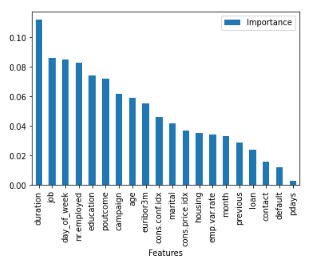 Importance
0.10
0.08
0.06
0.04
0.02
0.00
duration
job
day_of_week
nr.employed
education
poutcome
campaign
age
euribor3m
cons.conf.idx
marital
cons.price.idx
housing
emp.var.rate
month
previous
loan
contact
default
pdays
Features